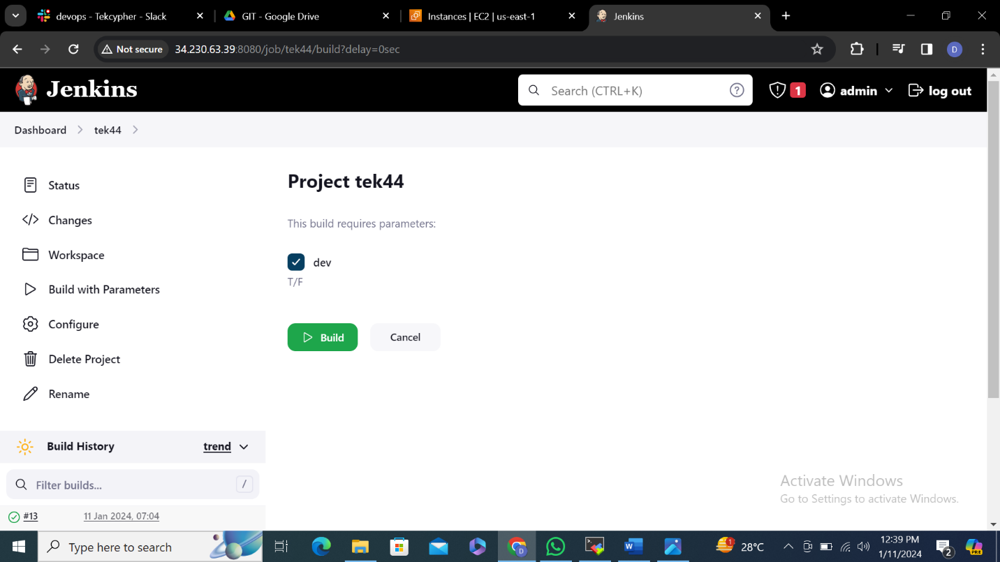 devops - Tekcypher - Slack
GIT - Google Drive
Instances | EC2 | us-east-1
Jenkins
Not secure
34.230.63.39:8080/job/tek44/build?delay=0sec
D
Jenkins
Search (CTRL+K)
?
1
admin
log out
Dashboard
tek44
Status
Changes
Workspace
Build with Parameters
Configure
Delete Project
Rename
Build History
trend
Filter builds...
/
#13
11 Jan 2024, 07:04
Project tek44
This build requires parameters:
dev
T/F
Build
Cancel
Activate Windows
Go to Settings to activate Windows.
Type here to search
D
W
1
28°C
12:39 PM
1/11/2024
2
PRE